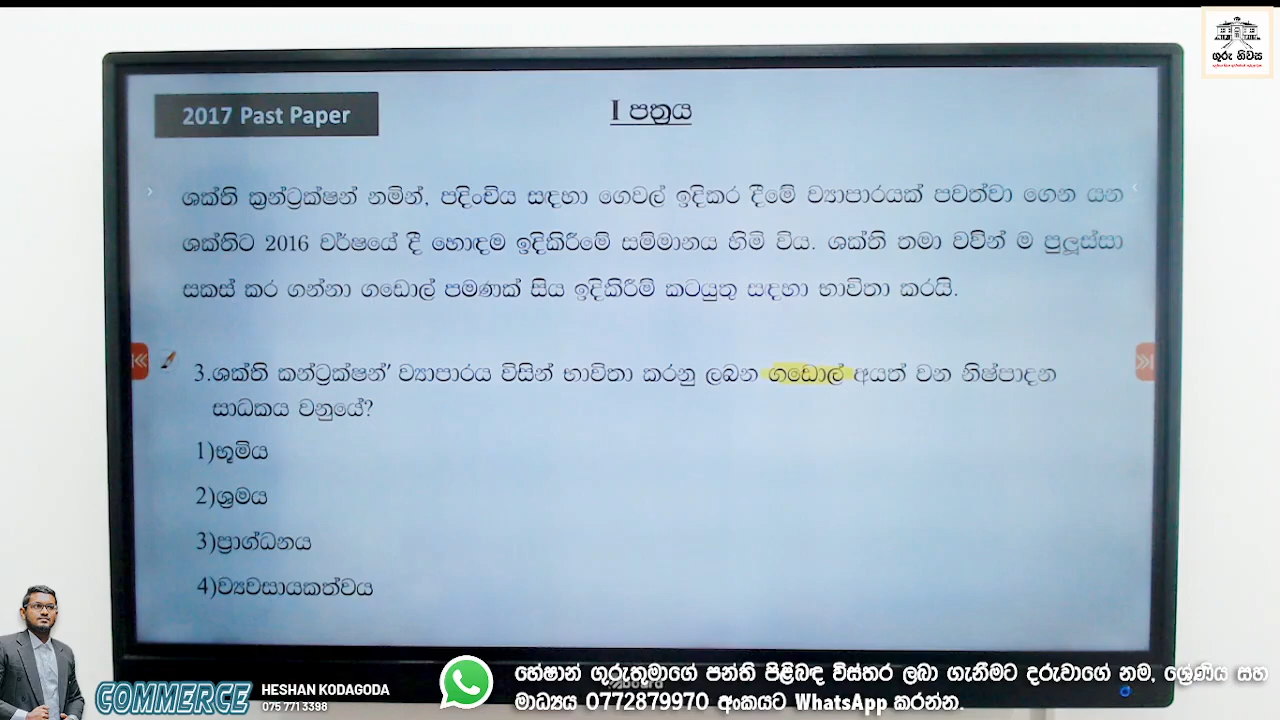 ගුරු නිවස
2017 Past Paper
I පත්‍රය
ශක්ති ක්‍රන්ට්‍රක්ෂන් නමින්, පදිංචිය සඳහා ගෙවල් ඉදිකර දීමේ ව්‍යාපාරයක් පවත්වා ගෙන යන
ශක්තිට 2016 වර්ෂයේ දී හොඳම ඉදිකිරීමේ සම්මානය හිමි විය. ශක්ති තමා විවින් ම පුලුස්සා
සකස් කර ගන්නා ගඩොල් පමණක් සිය ඉදිකිරීම් කටයුතු සඳහා භාවිතා කරයි.
3.ශක්ති කන්ට්‍රක්ෂන්' ව්‍යාපාරය විසින් භාවිතා කරනු ලබන ගඩොල් අයත් වන නිෂ්පාදන
සාධකය වනුයේ?
1)භූමිය
2)ශ්‍රමය
3)ප්‍රාග්ධනය
4)ව්‍යවසායකත්වය
COMMERCE
HESHAN KODAGODA
075 771 3398
හේෂාන් ගුරුතුමාගේ පන්ති පිළිබඳ විස්තර ලබා ගැනීමට දරුවාගේ නම, ශ්‍රේණිය සහ
මාධ්‍යය 0772879970 අංකයට WhatsApp කරන්න.